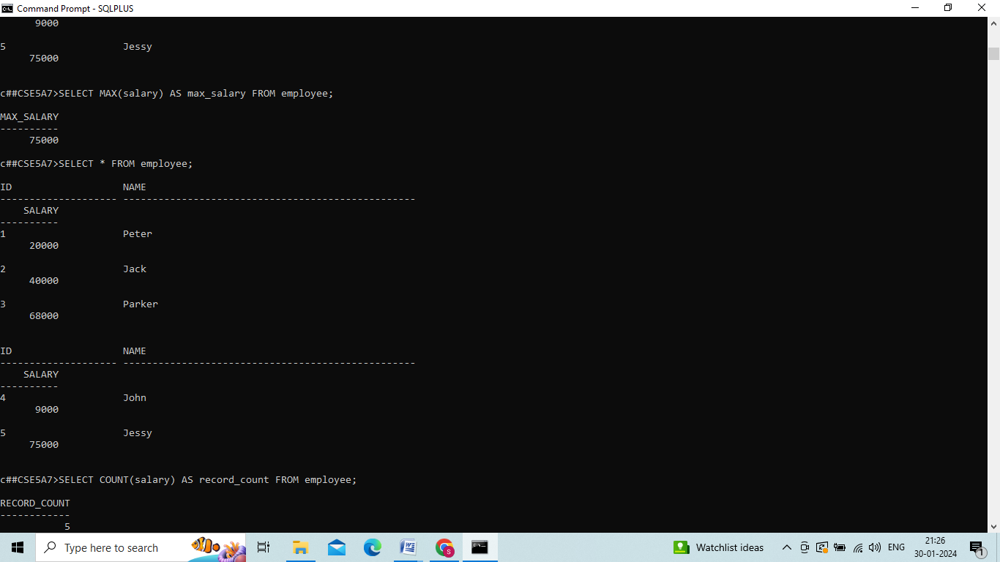 Command Prompt - SQLPLUS
9000
5 Jessy
75000
c##CSE5A7>SELECT MAX(salary) AS max_salary FROM employee;
MAX_SALARY
----------
75000
c##CSE5A7>SELECT * FROM employee;
ID NAME
-------------------- --------------------------------------------------
SALARY
----------
1 Peter
20000
2 Jack
40000
3 Parker
68000
ID NAME
-------------------- --------------------------------------------------
SALARY
----------
4 John
9000
5 Jessy
75000
c##CSE5A7>SELECT COUNT(salary) AS record_count FROM employee;
RECORD_COUNT
------------
5
Type here to search
Watchlist ideas
ENG
21:26
30-01-2024
1